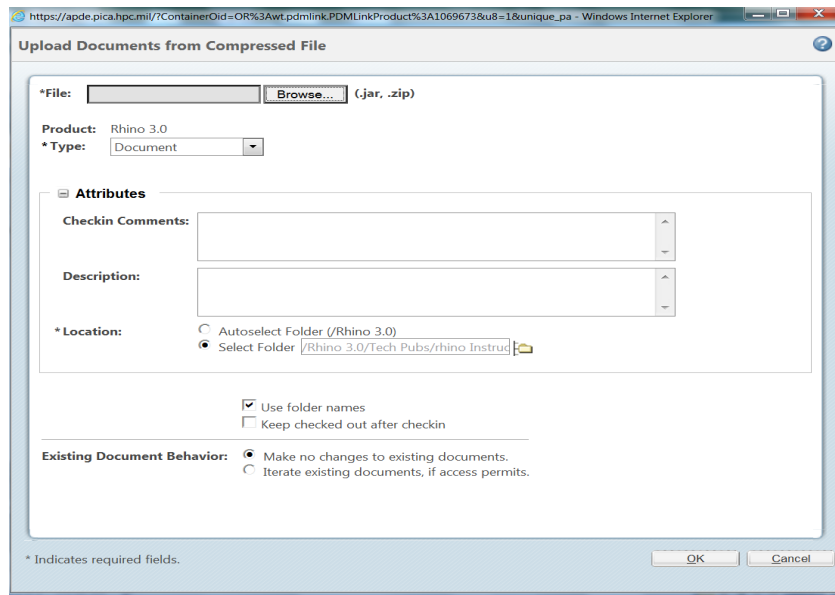 https://apde.pica.hpc.mil/?ContainerOid=OR%3Awt.pdmlink.PDMLinkProduct%3A1069673&u8=1&unique_pa - Windows Internet Explorer
Upload Documents from Compressed File
*File: Browse... (.jar, .zip)
Product: Rhino 3.0
*Type: Document
Attributes
Checkin Comments:
Description:
*Location: Autoselect Folder (/Rhino 3.0)
Select Folder /Rhino 3.0/Tech Pubs/rhino Instruc
Use folder names
Keep checked out after checkin
Existing Document Behavior: Make no changes to existing documents.
Iterate existing documents, if access permits.
* Indicates required fields. OK Cancel